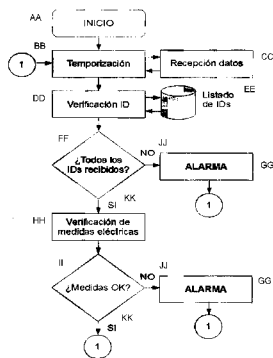 AA
INICIO
BB
CC
1
Temporización
Recepción datos
DD
EE
Verificación ID
Listado
de IDs
FF
¿Todos los
IDs recibidos?
NO
JJ
ALARMA
GG
SI
KK
1
HH
Verificación de
medidas eléctricas
II
¿Medidas OK?
NO
JJ
ALARMA
GG
KK
SI
1
1